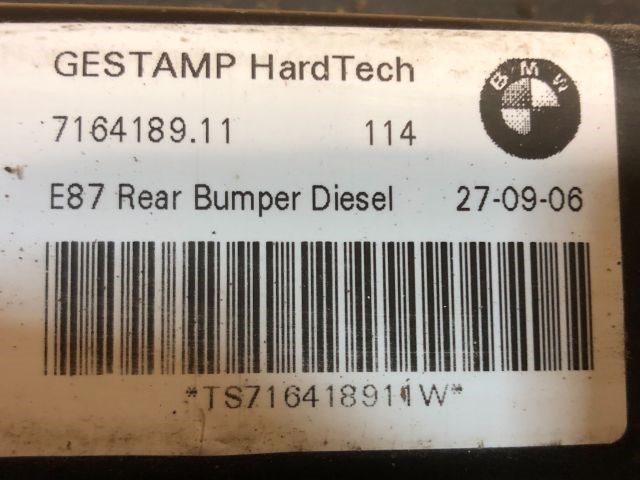 GESTAMP HardTech
BMW
7164189.11 114
E87 Rear Bumper Diesel 27-09-06
*TS716418911W*